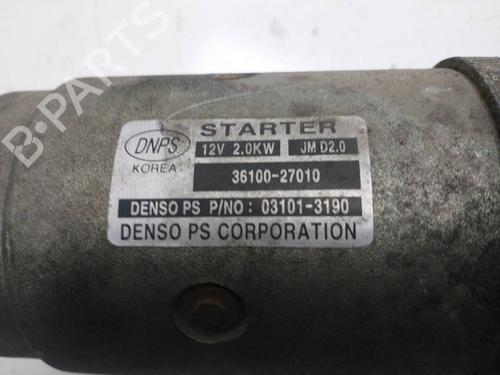 STARTER
DNPS
KOREA
12V 2.0KW JM D2.0
36100-27010
DENSO PS P/NO: 03101-3190
DENSO PS CORPORATION
B PARTS